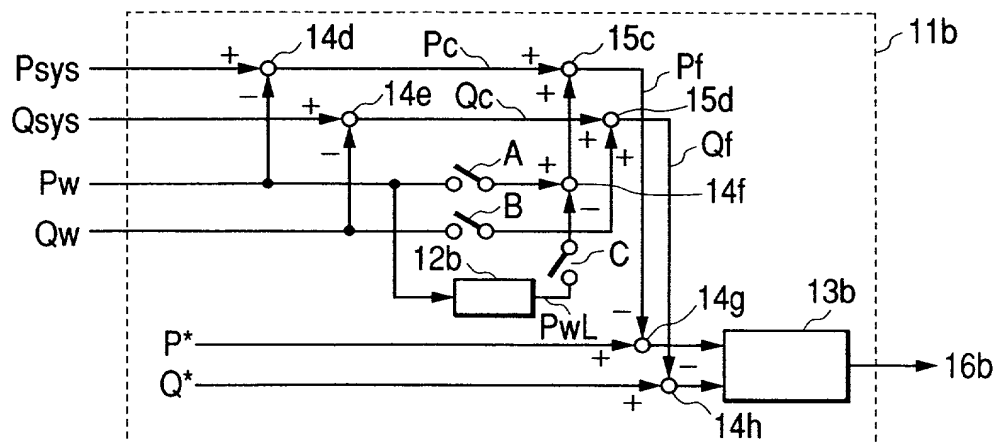 14d
Pc
15c
11b
Psys
+
+
Pf
−
+
14e
Qc
15d
Qsys
+
+
+
Qf
−
A
+
Pw
14f
−
B
Qw
12b
C
13b
−
14g
PwL
P*
+
−
16b
Q*
+
14h